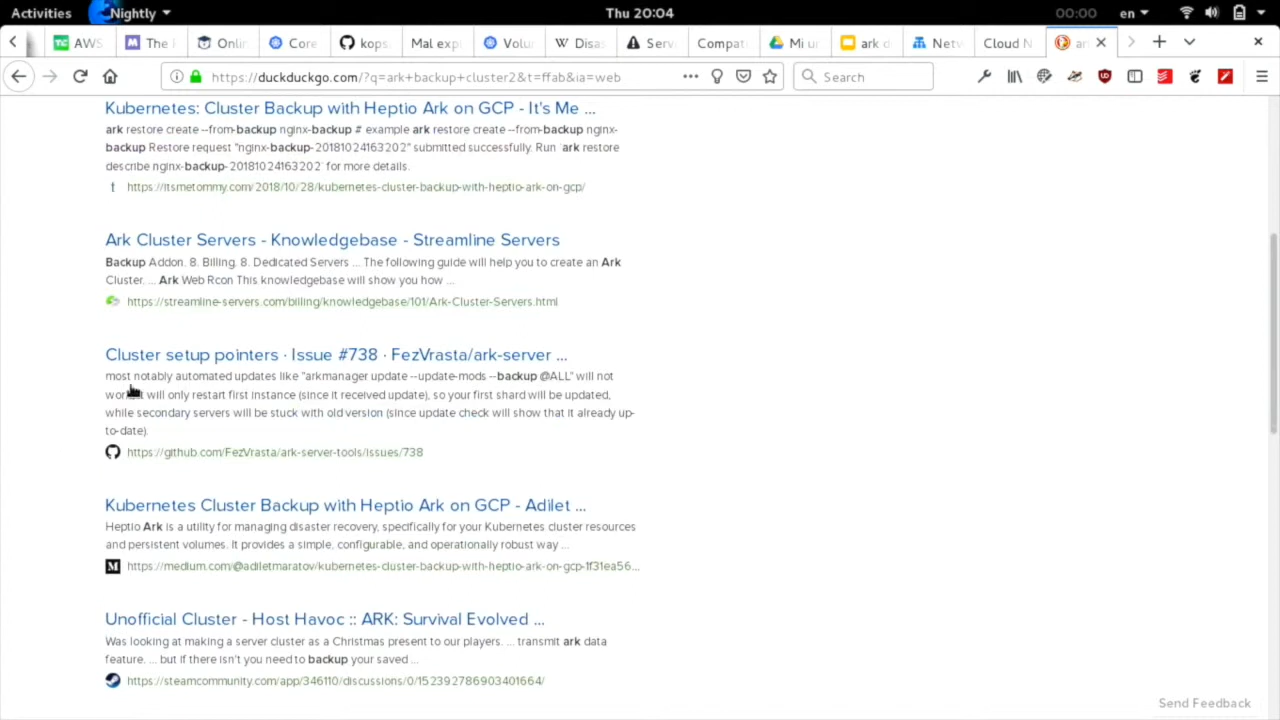 Activities Nightly Thu 20:04 00:00 en
AWS The Onlin Core kops Mal exp Volu Disa Serv Compat Mi un ark d Netv Cloud N ar
https://duckduckgo.com/?q=ark+backup+cluster2&t=ffab&ia=web Search
Kubernetes: Cluster Backup with Heptio Ark on GCP - It's Me ...
ark restore create --from-backup nginx-backup # example ark restore create --from-backup nginx-
backup Restore request "nginx-backup-20181024163202" submitted successfully. Run `ark restore
describe nginx-backup-20181024163202` for more details.
https://itsmetommy.com/2018/10/28/kubernetes-cluster-backup-with-heptio-ark-on-gcp/
Ark Cluster Servers - Knowledgebase - Streamline Servers
Backup Addon. 8. Billing. 8. Dedicated Servers ... The following guide will help you to create an Ark
Cluster. ... Ark Web Rcon This knowledgebase will show you how ...
https://streamline-servers.com/billing/knowledgebase/101/Ark-Cluster-Servers.html
Cluster setup pointers · Issue #738 · FezVrasta/ark-server ...
most notably automated updates like "arkmanager update --update-mods --backup @ALL" will not
will only restart first instance (since it received update), so your first shard will be updated,
while secondary servers will be stuck with old version (since update check will show that it already up-
to-date).
https://github.com/FezVrasta/ark-server-tools/issues/738
Kubernetes Cluster Backup with Heptio Ark on GCP - Adilet ...
Heptio Ark is a utility for managing disaster recovery, specifically for your Kubernetes cluster resources
and persistent volumes. It provides a simple, configurable, and operationally robust way ...
https://medium.com/@adiletmaratov/kubernetes-cluster-backup-with-heptio-ark-on-gcp-1f31ea56...
Unofficial Cluster - Host Havoc :: ARK: Survival Evolved ...
Was looking at making a server cluster as a Christmas present to our players. ... transmit ark data
feature. ... but if there isn't you need to backup your saved ...
https://steamcommunity.com/app/346110/discussions/0/152392786903401664/
Send Feedback